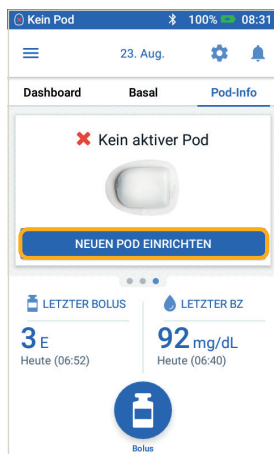 Kein Pod 100% 08:31
23. Aug.
Dashboard Basal Pod-Info
Kein aktiver Pod
NEUEN POD EINRICHTEN
LETZTER BOLUS LETZTER BZ
3 E 92 mg/dL
Heute (06:52) Heute (06:40)
Bolus